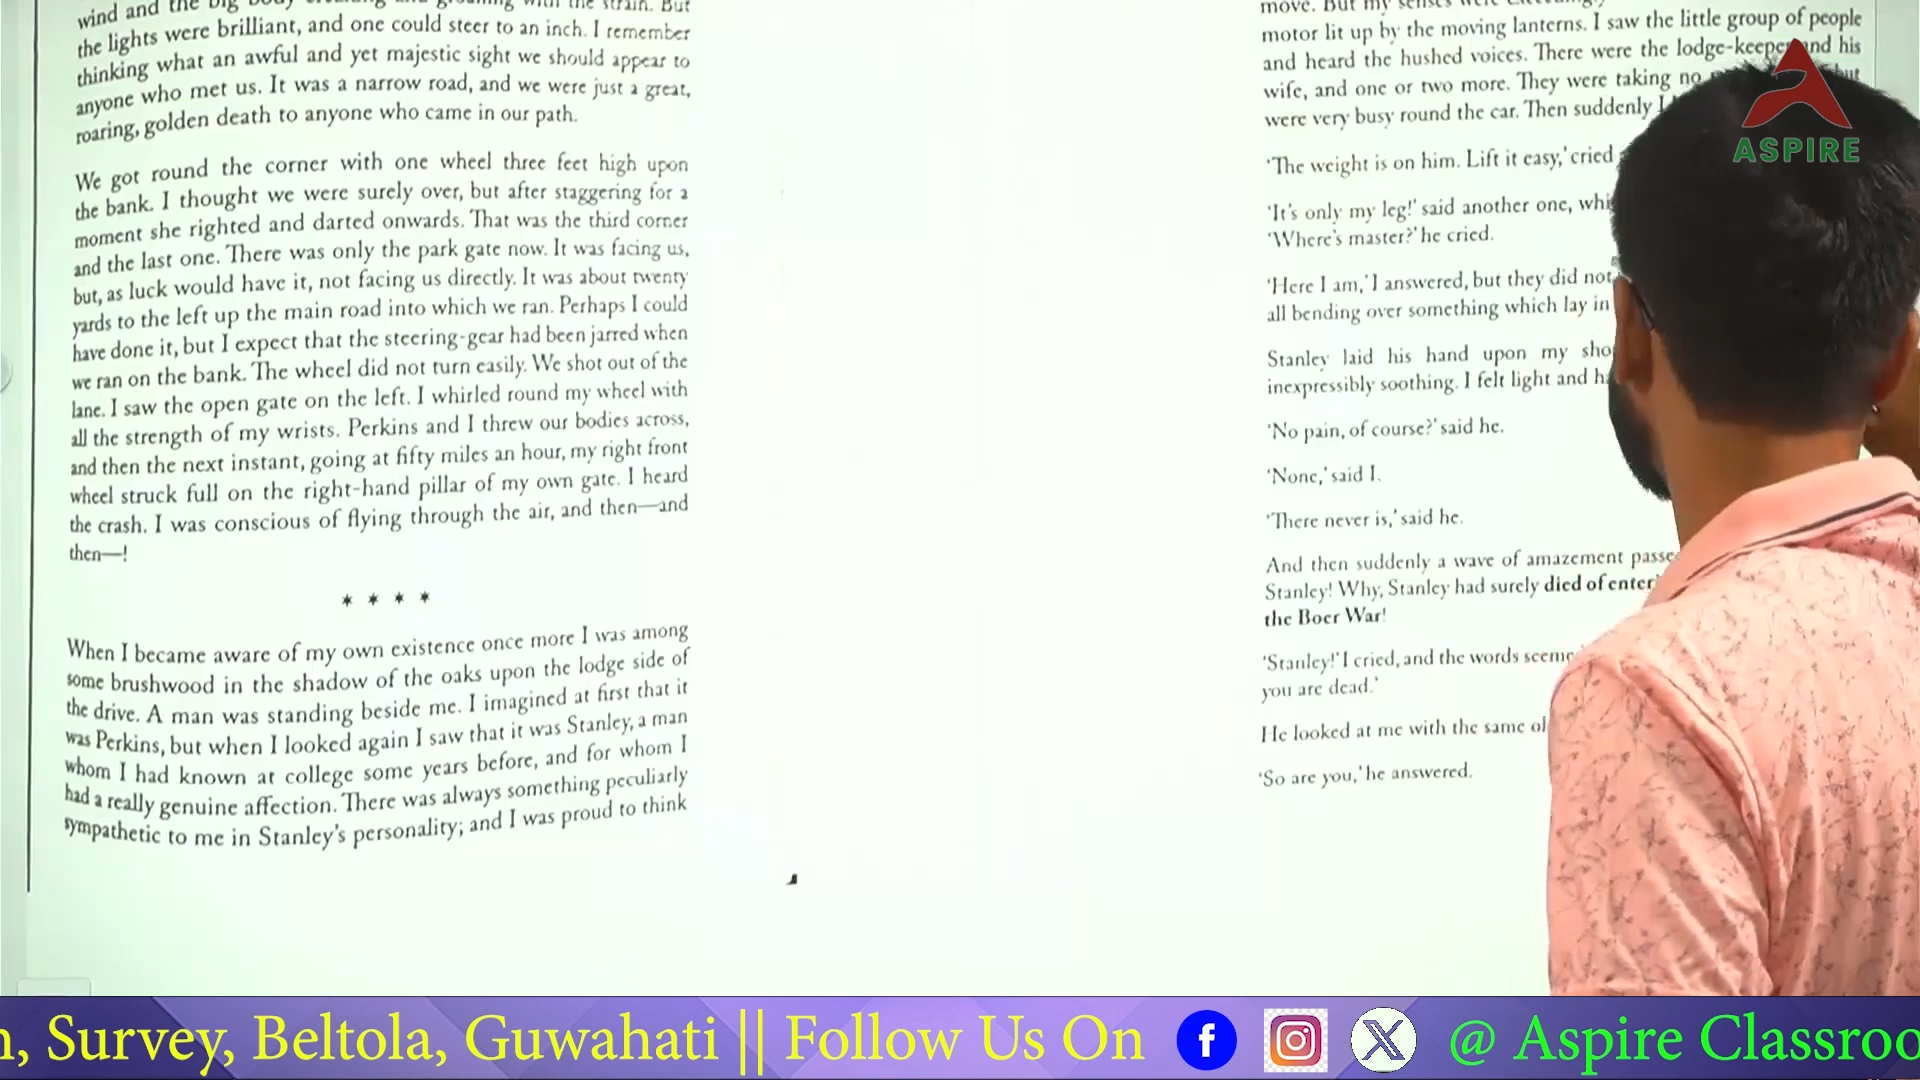 wind and the big body creaking and groaning with the strain. But
the lights were brilliant, and one could steer to an inch. I remember
thinking what an awful and yet majestic sight we should appear to
anyone who met us. It was a narrow road, and we were just a great,
roaring, golden death to anyone who came in our path.
We got round the corner with one wheel three feet high upon
the bank. I thought we were surely over, but after staggering for a
moment she righted and darted onwards. That was the third corner
and the last one. There was only the park gate now. It was facing us,
but, as luck would have it, not facing us directly. It was about twenty
yards to the left up the main road into which we ran. Perhaps I could
have done it, but I expect that the steering-gear had been jarred when
we ran on the bank. The wheel did not turn easily. We shot out of the
lane. I saw the open gate on the left. I whirled round my wheel with
all the strength of my wrists. Perkins and I threw our bodies across,
and then the next instant, going at fifty miles an hour, my right front
wheel struck full on the right-hand pillar of my own gate. I heard
the crash. I was conscious of flying through the air, and then—and
then—!
* * * *
When I became aware of my own existence once more I was among
some brushwood in the shadow of the oaks upon the lodge side of
the drive. A man was standing beside me. I imagined at first that it
was Perkins, but when I looked again I saw that it was Stanley, a man
whom I had known at college some years before, and for whom I
had a really genuine affection. There was always something peculiarly
sympathetic to me in Stanley's personality; and I was proud to think
move. But my senses were
motor lit up by the moving lanterns. I saw the little group of people
and heard the hushed voices. There were the lodge-keeper and his
wife, and one or two more. They were taking no but
were very busy round the car. Then suddenly I
'The weight is on him. Lift it easy,' cried
'It's only my leg!' said another one,
'Where's master?' he cried.
'Here I am,' I answered, but they did not
all bending over something which lay in
Stanley laid his hand upon my
inexpressibly soothing. I felt light and
'No pain, of course?' said he.
'None,' said I.
'There never is,' said he.
And then suddenly a wave of amazement
Stanley! Why, Stanley had surely died of
the Boer War!
'Stanley!' I cried, and the words
you are dead.'
He looked at me with the same
'So are you,' he answered.
ASPIRE
, Survey, Beltola, Guwahati || Follow Us On @ Aspire